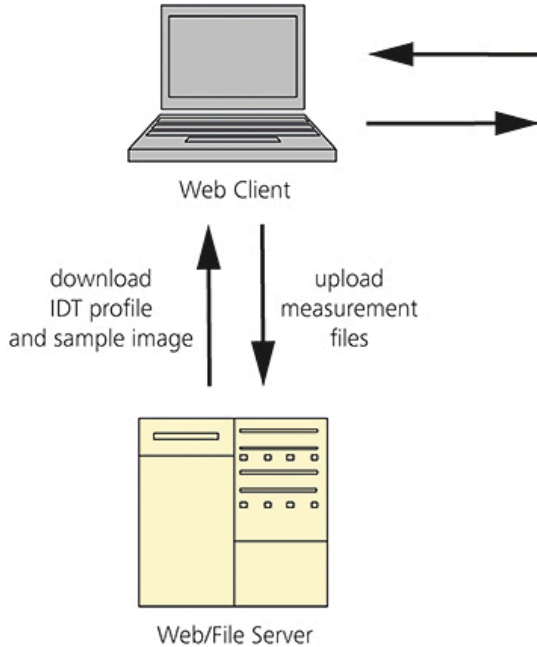 Web Client
download
IDT profile
and sample image
upload
measurement
files
Web/File Server